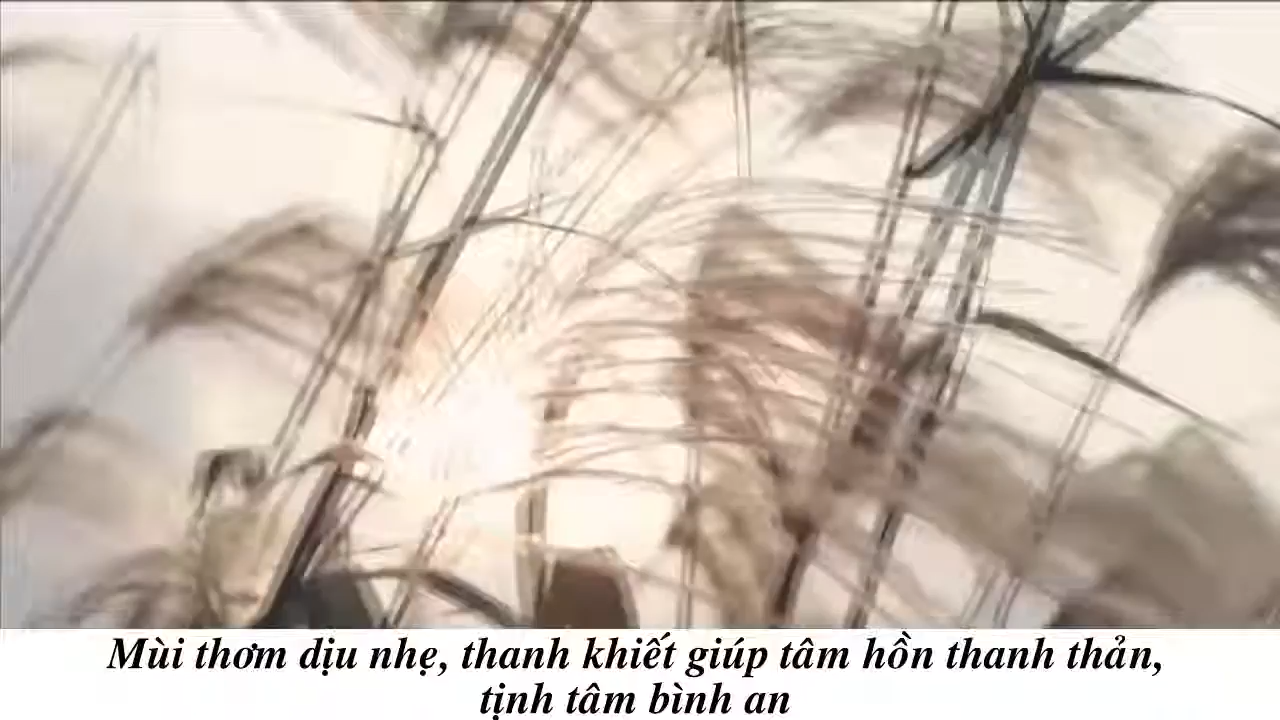 Mùi thơm dịu nhẹ, thanh khiết giúp tâm hồn thanh thản,
tịnh tâm bình an